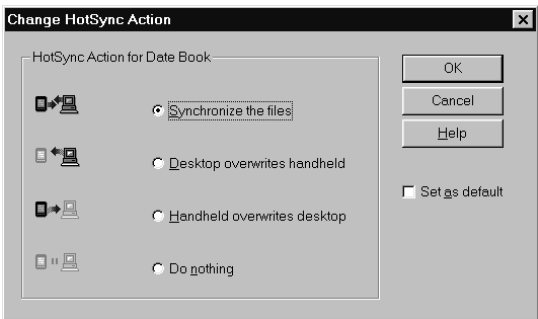 Change HotSync Action
HotSync Action for Date Book
Synchronize the files
Desktop overwrites handheld
Handheld overwrites desktop
Do nothing
OK
Cancel
Help
Set as default